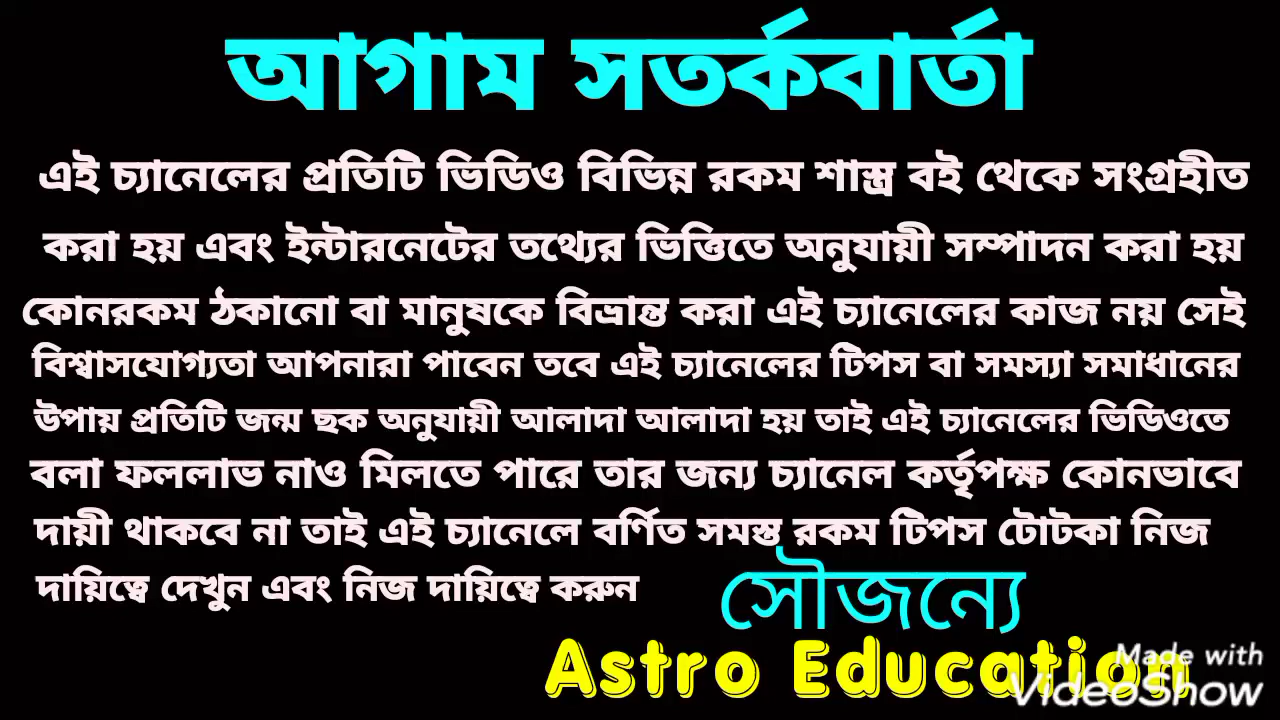 আগাম সতর্কবার্তা
এই চ্যানেলের প্রতিটি ভিডিও বিভিন্ন রকম শাস্ত্র বই থেকে সংগ্রহীত
করা হয় এবং ইন্টারনেটের তথ্যের ভিত্তিতে অনুযায়ী সম্পাদন করা হয়
কোনরকম ঠকানো বা মানুষকে বিভ্রান্ত করা এই চ্যানেলের কাজ নয় সেই
বিশ্বাসযোগ্যতা আপনারা পাবেন তবে এই চ্যানেলের টিপস বা সমস্যা সমাধানের
উপায় প্রতিটি জন্ম ছক অনুযায়ী আলাদা আলাদা হয় তাই এই চ্যানেলের ভিডিওতে
বলা ফললাভ নাও মিলতে পারে তার জন্য চ্যানেল কর্তৃপক্ষ কোনভাবে
দায়ী থাকবে না তাই এই চ্যানেলে বর্ণিত সমস্ত রকম টিপস টোটকা নিজ
দায়িত্বে দেখুন এবং নিজ দায়িত্বে করুন
সৌজন্যে
Astro Education
Made with
VideoShow